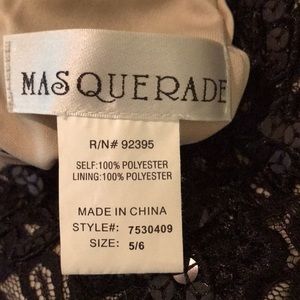 MASQUERADE
R/N# 92395
SELF:100% POLYESTER
LINING:100% POLYESTER
MADE IN CHINA
STYLE#: 7530409
SIZE: 5/6